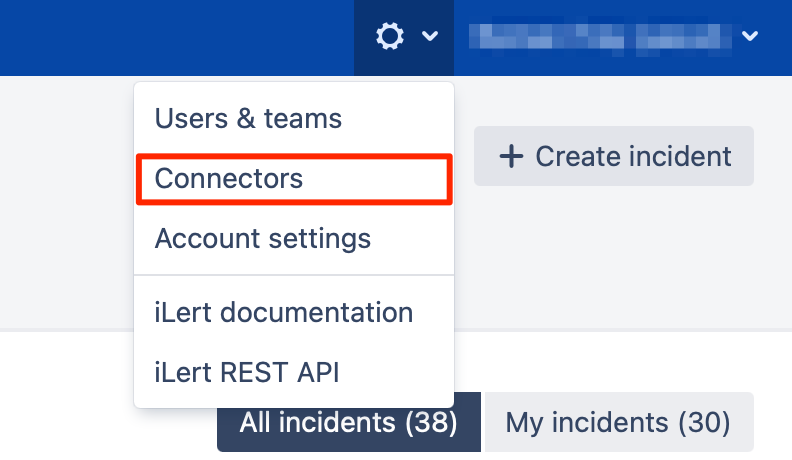 Users & teams
Connectors
+ Create incident
Account settings
iLert documentation
iLert REST API
All incidents (38)
My incidents (30)